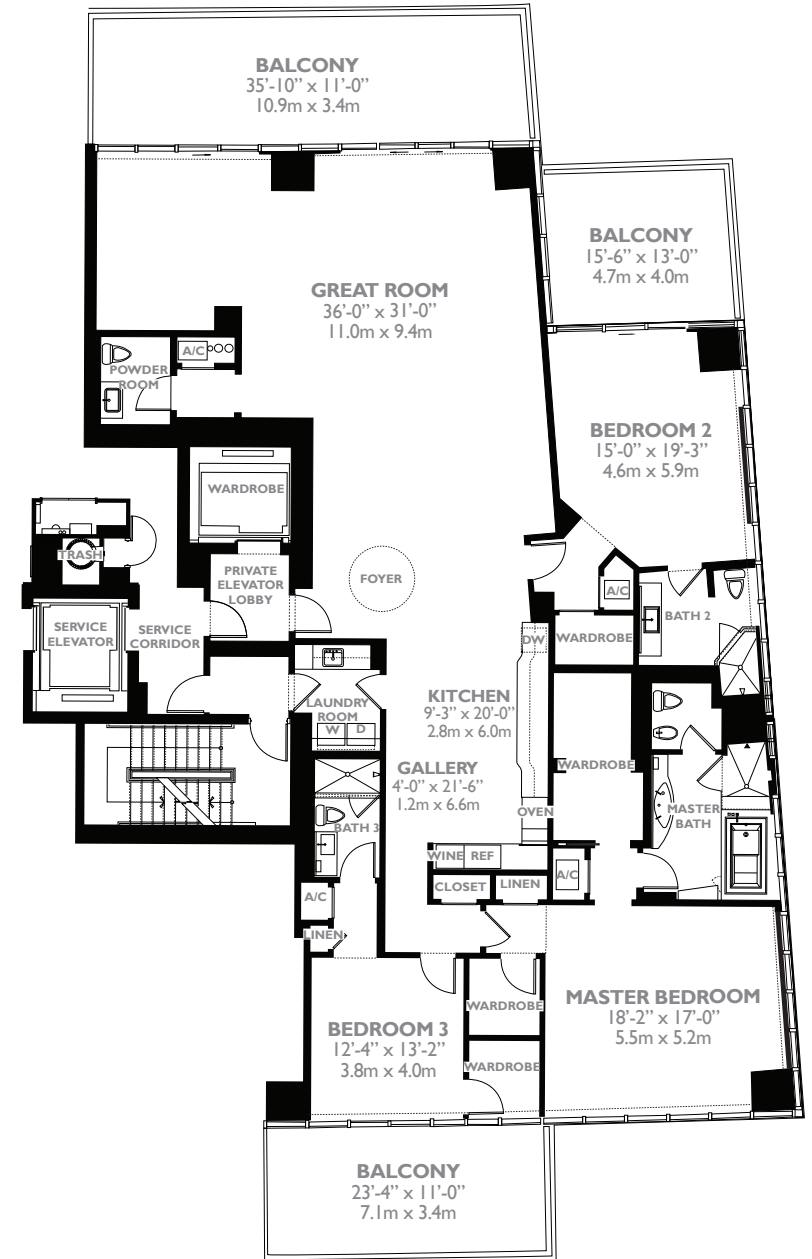 BALCONY
35'-10” x 11'-0”
10.9m x 3.4m
BALCONY
15'-6” x 13'-0”
4.7m x 4.0m
GREAT ROOM
36'-0” x 31'-0”
11.0m x 9.4m
A/C
POWDER
ROOM
BEDROOM 2
15'-0” x 19'-3”
4.6m x 5.9m
WARDROBE
TRASH
PRIVATE
ELEVATOR
LOBBY
FOYER
A/C
SERVICE
ELEVATOR
SERVICE
CORRIDOR
BATH 2
DW
WARDROBE
LAUNDRY
ROOM
W
D
KITCHEN
9'-3” x 20'-0”
2.8m x 6.0m
GALLERY
4'-0” x 21'-6”
1.2m x 6.6m
WARDROBE
OVEN
MASTER
BATH
BATH 3
WINE
REF
CLOSET
LINEN
A/C
A/C
LINEN
WARDROBE
MASTER BEDROOM
18'-2” x 17'-0”
5.5m x 5.2m
BEDROOM 3
12'-4” x 13'-2”
3.8m x 4.0m
WARDROBE
BALCONY
23'-4” x 11'-0”
7.1m x 3.4m